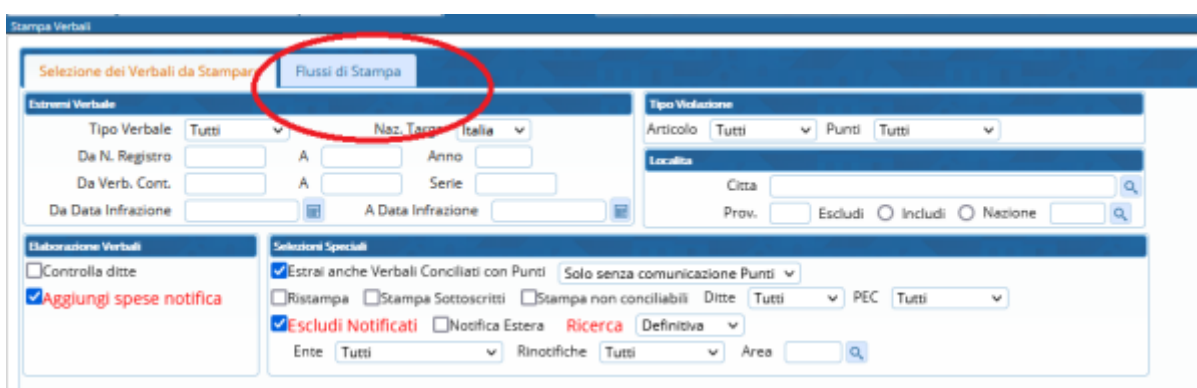 Stampa Verbali
Selezione dei Verbali da Stampare Flussi di Stampa
Estremi Verbale
Tipo Verbale Tutti Naz. Targa Italia
Da N. Registro A Anno
Da Verb. Cont. A Serie
Da Data Infrazione A Data Infrazione
Tipo Violazione
Articolo Tutti Punti Tutti
Localita
Citta
Prov. Escludi Includi Nazione
Elaborazione Verbali
Controlla ditte
Aggiungi spese notifica
Selezioni Speciali
Estrai anche Verbali Conciliati con Punti Solo senza comunicazione Punti
Ristampa Stampa Sottoscritti Stampa non conciliabili Ditte Tutti PEC Tutti
Escludi Notificati Notifica Estera Ricerca Definitiva
Ente Tutti Rinotifiche Tutti Area